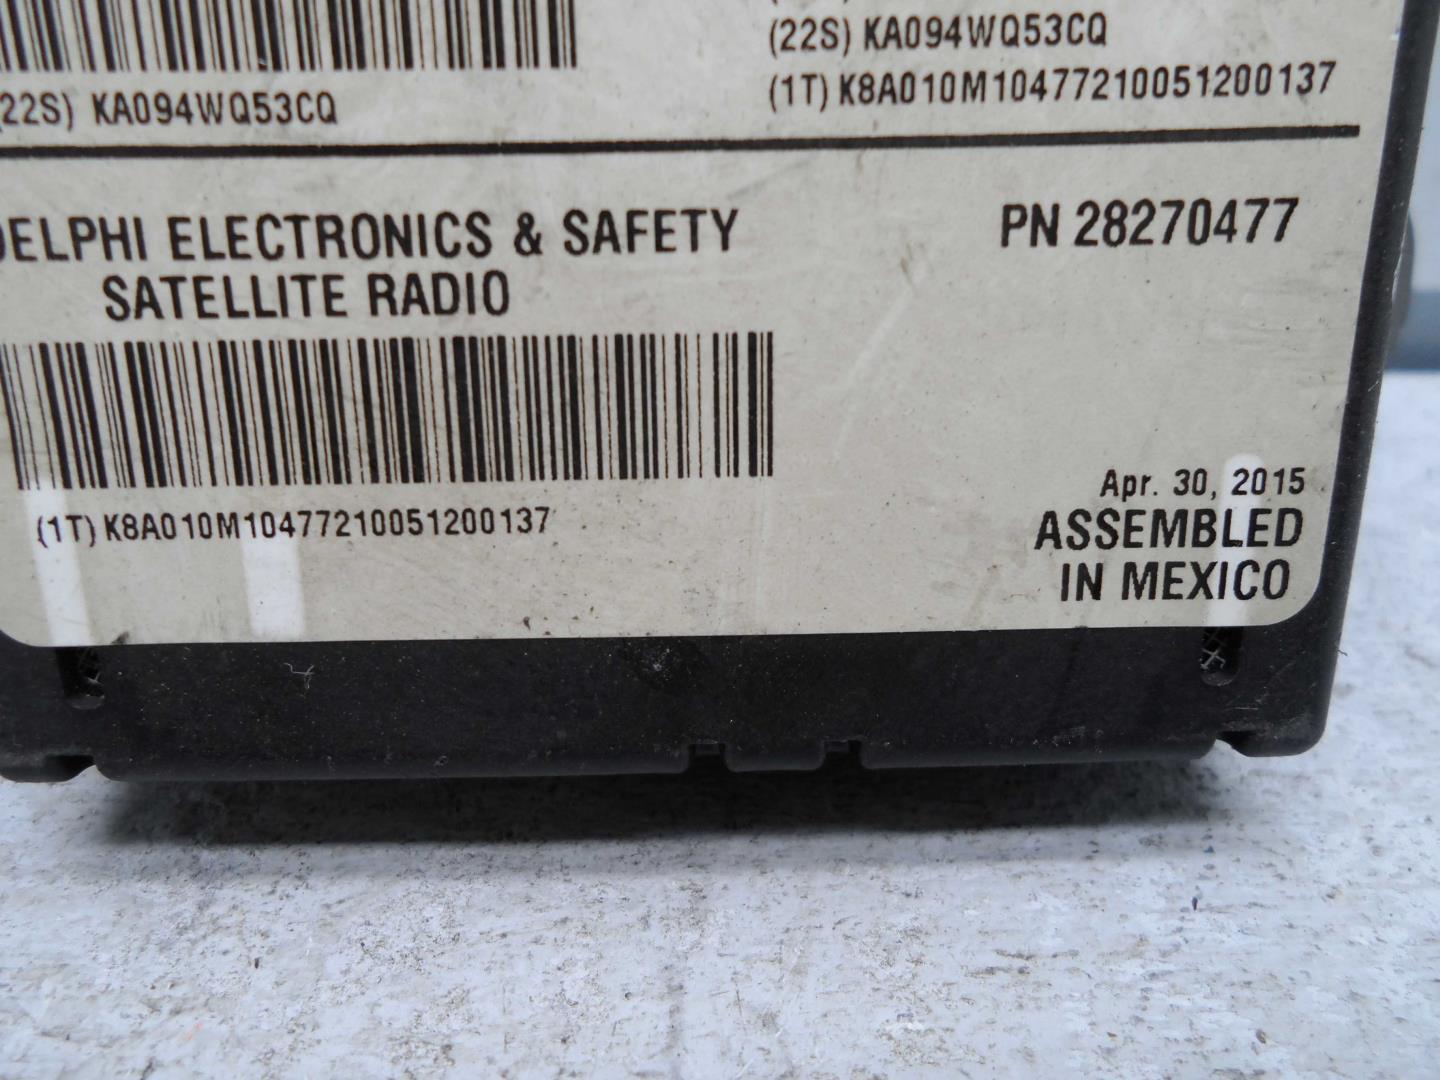 (22S) KA094WQ53CQ
(22S) KA094WQ53CQ
(1T) K8A010M10477210051200137
DELPHI ELECTRONICS & SAFETY
SATELLITE RADIO
PN 28270477
(1T) K8A010M10477210051200137
Apr. 30, 2015
ASSEMBLED
IN MEXICO